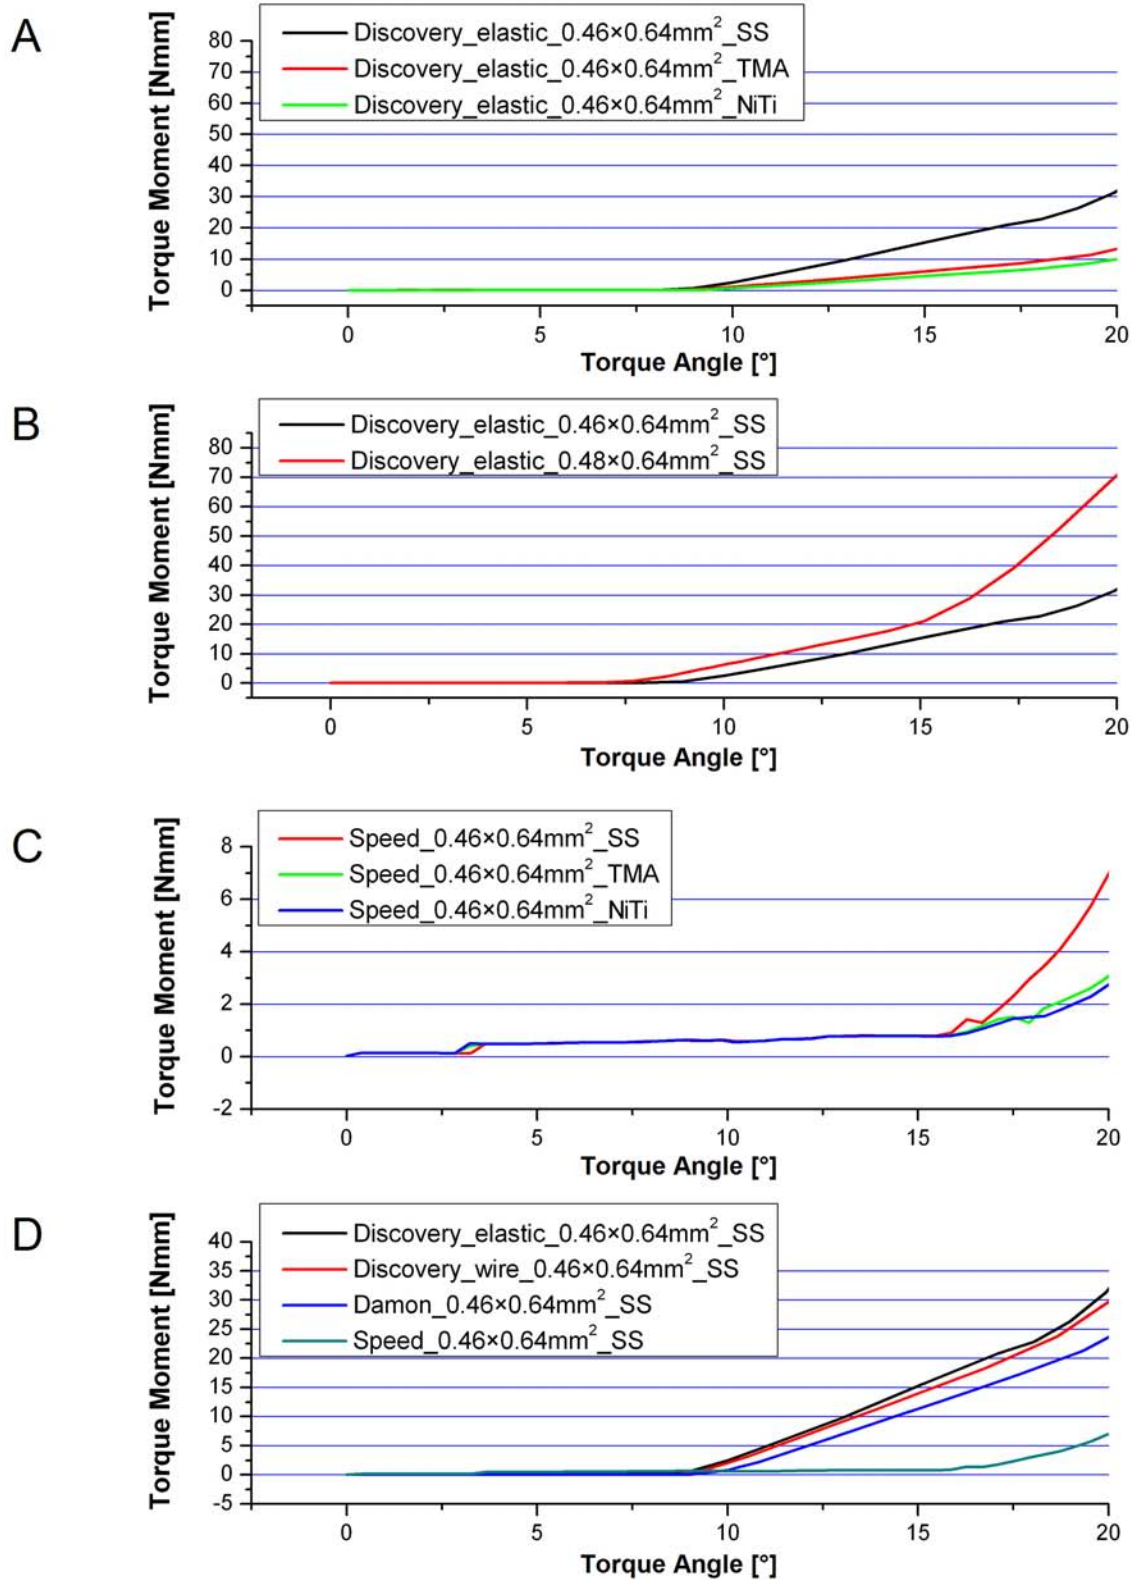 A
Discovery_elastic_0.46×0.64mm²_SS
Discovery_elastic_0.46×0.64mm²_TMA
Discovery_elastic_0.46×0.64mm²_NiTi
Torque Moment [Nmm]
80
70
60
50
40
30
20
10
0
0 5 10 15 20
Torque Angle [°]
B
Discovery_elastic_0.46×0.64mm²_SS
Discovery_elastic_0.48×0.64mm²_SS
Torque Moment [Nmm]
80
70
60
50
40
30
20
10
0
0 5 10 15 20
Torque Angle [°]
C
Speed_0.46×0.64mm²_SS
Speed_0.46×0.64mm²_TMA
Speed_0.46×0.64mm²_NiTi
Torque Moment [Nmm]
8
6
4
2
0
-2
0 5 10 15 20
Torque Angle [°]
D
Discovery_elastic_0.46×0.64mm²_SS
Discovery_wire_0.46×0.64mm²_SS
Damon_0.46×0.64mm²_SS
Speed_0.46×0.64mm²_SS
Torque Moment [Nmm]
40
35
30
25
20
15
10
5
0
-5
0 5 10 15 20
Torque Angle [°]